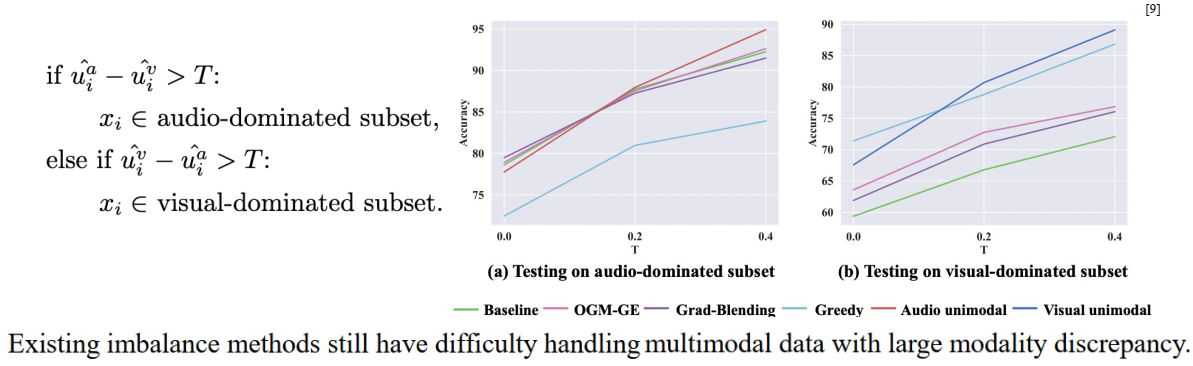 [9]
if \hat{u_i^a} − \hat{u_i^v} > T:
x_i ∈ audio-dominated subset,
else if \hat{u_i^v} − \hat{u_i^a} > T:
x_i ∈ visual-dominated subset.
95
90
85
80
75
Accuracy
0.0 0.2 0.4
T
(a) Testing on audio-dominated subset
90
85
80
75
70
65
60
Accuracy
0.0 0.2 0.4
T
(b) Testing on visual-dominated subset
Baseline OGM-GE Grad-Blending Greedy Audio unimodal Visual unimodal
Existing imbalance methods still have difficulty handling multimodal data with large modality discrepancy.